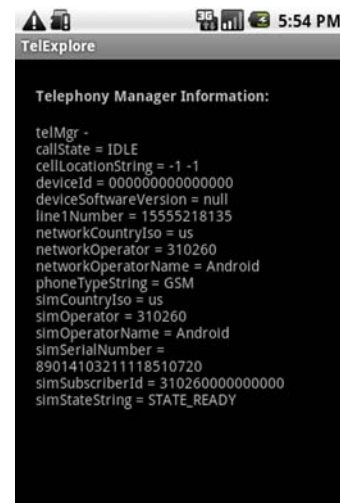 3G 5:54 PM
TelExplore
Telephony Manager Information:
telMgr -
callState = IDLE
cellLocationString = -1 -1
deviceId = 000000000000000
deviceSoftwareVersion = null
line1Number = 15555218135
networkCountryIso = us
networkOperator = 310260
networkOperatorName = Android
phoneTypeString = GSM
simCountryIso = us
simOperator = 310260
simOperatorName = Android
simSerialNumber =
89014103211118510720
simSubscriberId = 310260000000000
simStateString = STATE_READY